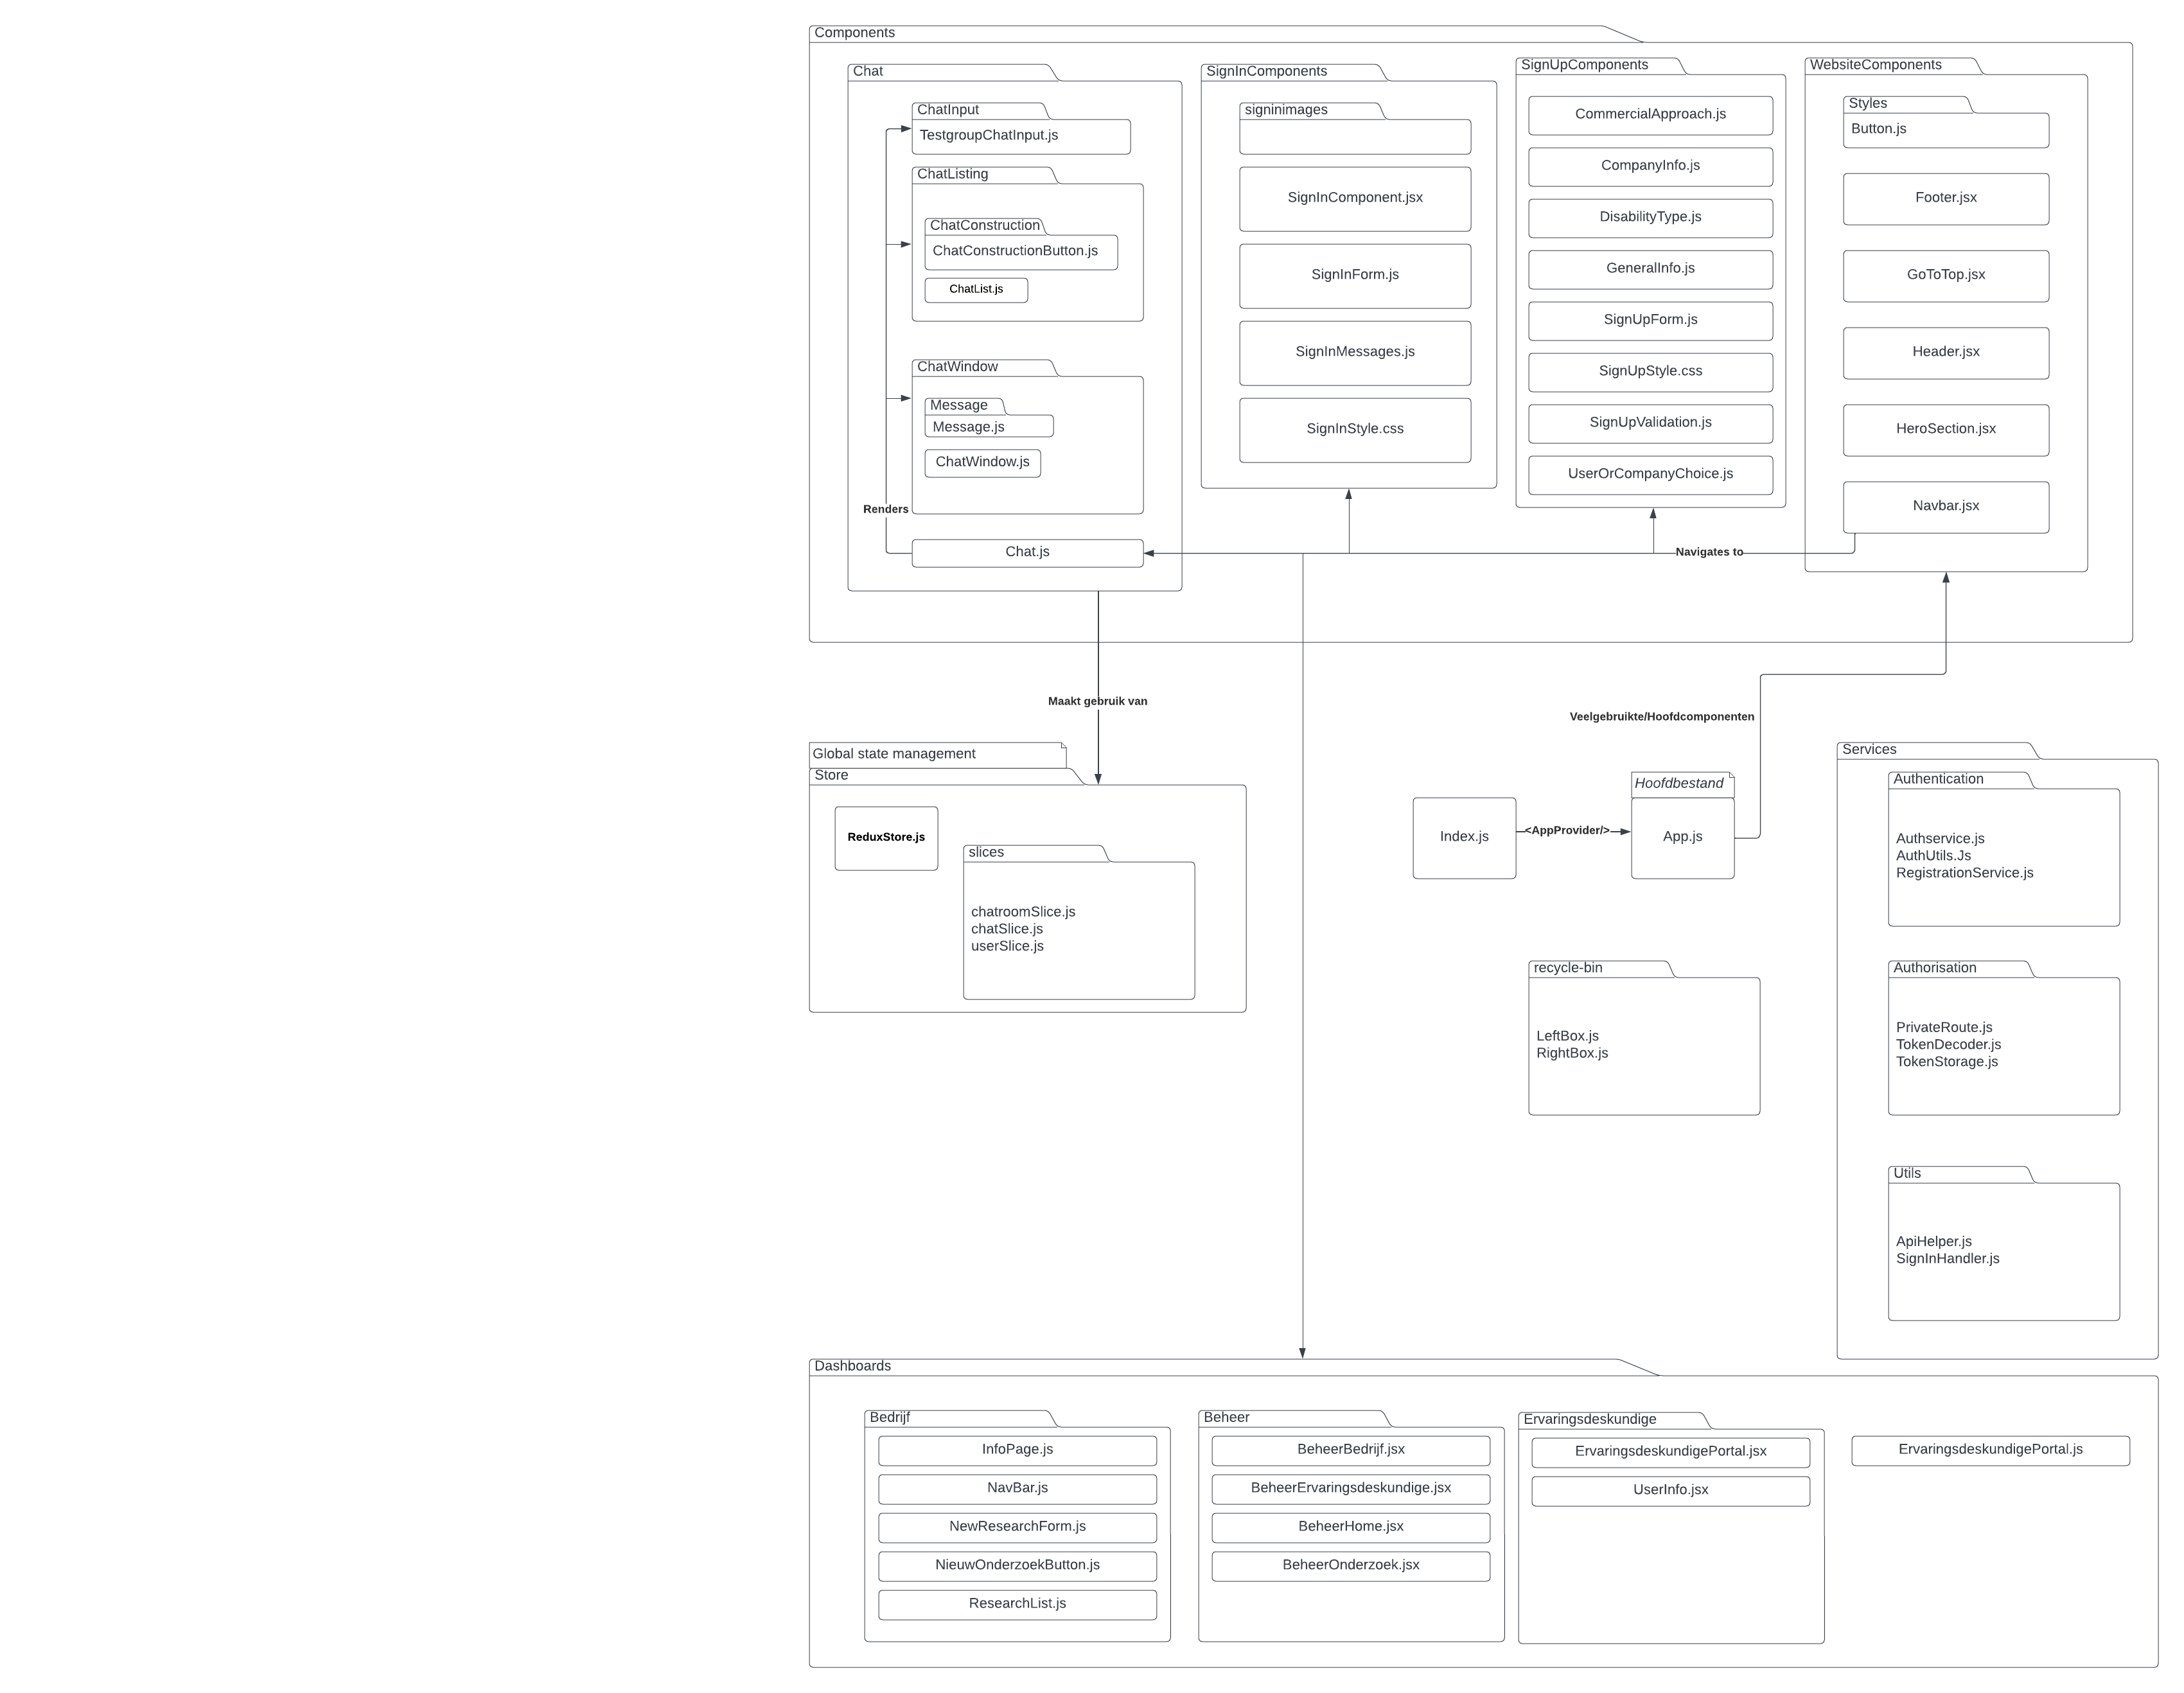 Components
Chat
ChatInput
TestgroupChatInput.js
ChatListing
ChatConstruction
ChatConstructionButton.js
ChatList.js
ChatWindow
Message
Message.js
ChatWindow.js
Renders
Chat.js
SignInComponents
signinimages
SignInComponent.jsx
SignInForm.js
SignInMessages.js
SignInStyle.css
SignUpComponents
CommercialApproach.js
CompanyInfo.js
DisabilityType.js
GeneralInfo.js
SignUpForm.js
SignUpStyle.css
SignUpValidation.js
UserOrCompanyChoice.js
WebsiteComponents
Styles
Button.js
Footer.jsx
GoToTop.jsx
Header.jsx
HeroSection.jsx
Navbar.jsx
Navigates to
Maakt gebruik van
Veelgebruikte/Hoofdcomponenten
Global state management
Store
ReduxStore.js
slices
chatroomSlice.js
chatSlice.js
userSlice.js
Index.js
<AppProvider/>
Hoofdbestand
App.js
recycle-bin
LeftBox.js
RightBox.js
Services
Authentication
Authservice.js
AuthUtils.Js
RegistrationService.js
Authorisation
PrivateRoute.js
TokenDecoder.js
TokenStorage.js
Utils
ApiHelper.js
SignInHandler.js
Dashboards
Bedrijf
InfoPage.js
NavBar.js
NewResearchForm.js
NieuwOnderzoekButton.js
ResearchList.js
Beheer
BeheerBedrijf.jsx
BeheerErvaringsdeskundige.jsx
BeheerHome.jsx
BeheerOnderzoek.jsx
Ervaringsdeskundige
ErvaringsdeskundigePortal.jsx
UserInfo.jsx
ErvaringsdeskundigePortal.js